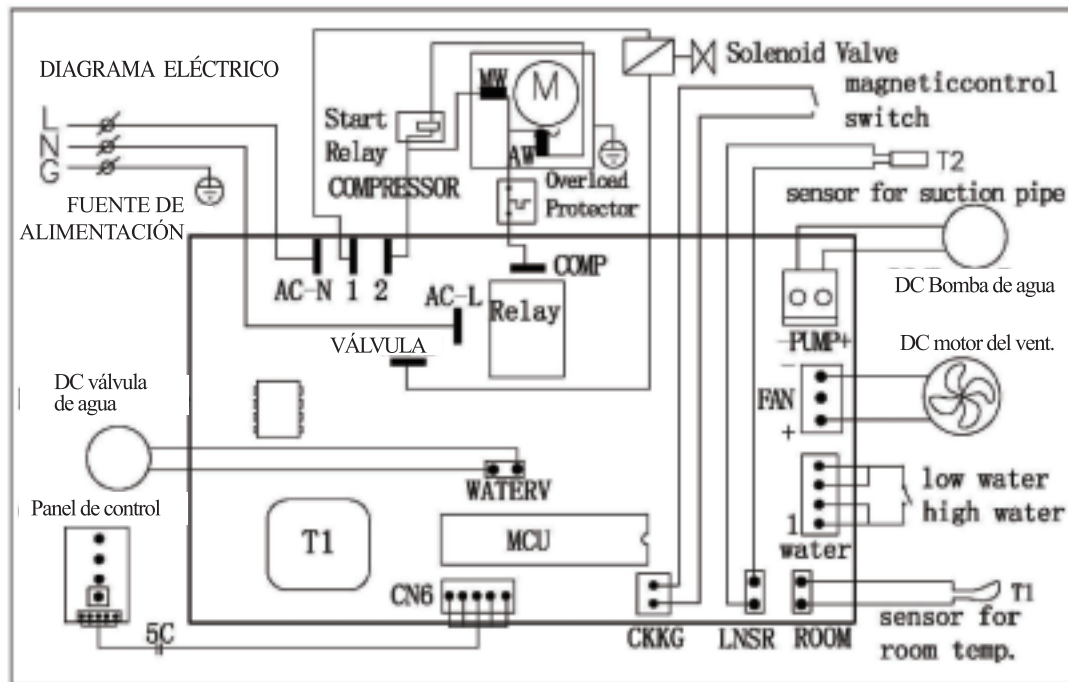 DIAGRAMA ELÉCTRICO
L
N
G
FUENTE DE
ALIMENTACIÓN
Start
Relay
COMPRESSOR
MW
M
AW
Overload
Protector
Solenoid Valve
magneticcontrol
switch
T2
sensor for suction pipe
DC Bomba de agua
AC-N 1 2
AC-L
COMP
Relay
VÁLVULA
-PUMP+
DC motor del vent.
-
FAN
+
DC válvula
de agua
WATERV
low water
high water
1
water
Panel de control
T1
MCU
CN6
5C
CKKG
LNSR
ROOM
T1
sensor for
room temp.